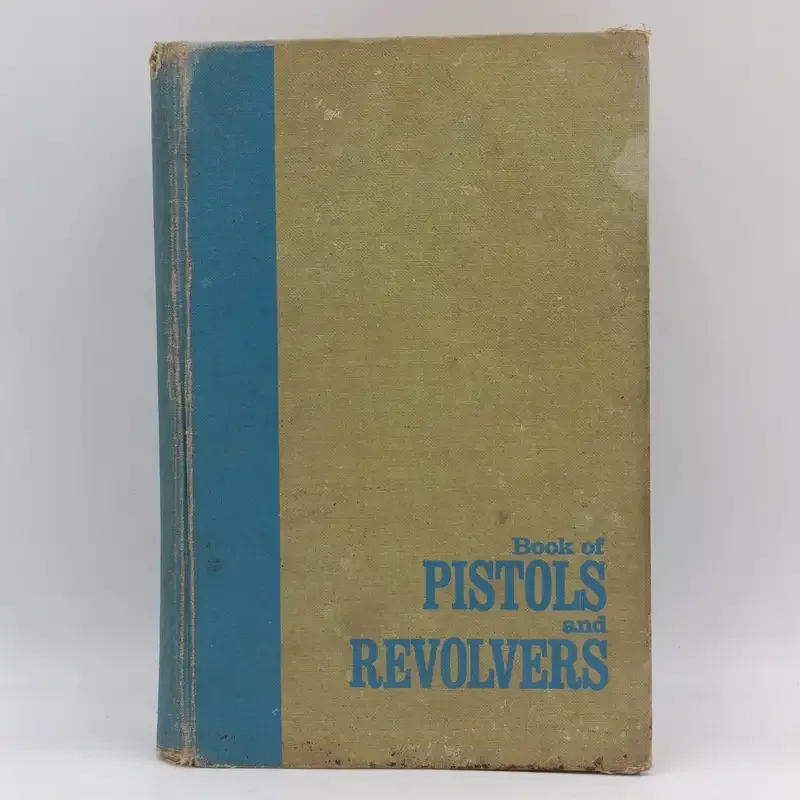 Book of
PISTOLS
and
REVOLVERS